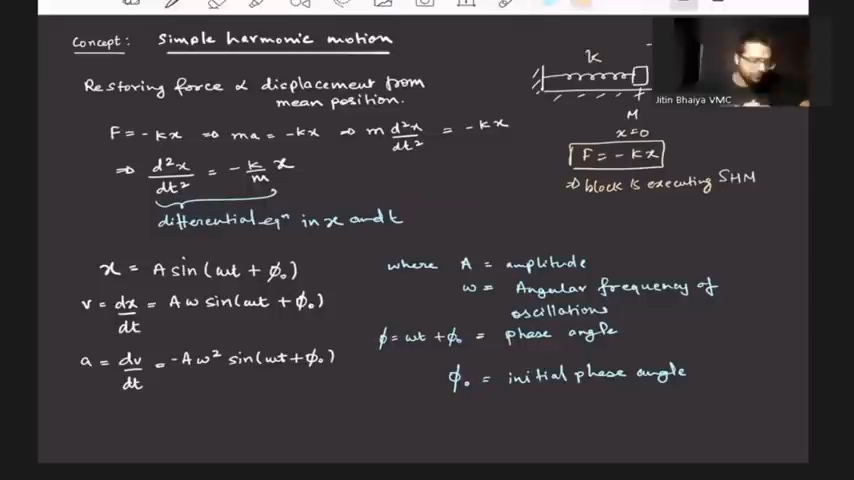 Concept: Simple harmonic motion
Restoring force ∝ displacement from
mean position.
F = -kx ⇒ ma = -kx ⇒ m d²x/dt² = -kx
⇒ d²x/dt² = -k/m x
differential eqn in x and t
k
M
x=0
F = -kx
⇒ block is executing SHM
Jitin Bhaiya VMC
x = A sin(ωt + ϕ₀)
v = dx/dt = Aω sin(ωt + ϕ₀)
a = dv/dt = -Aω² sin(ωt + ϕ₀)
where A = amplitude
ω = Angular frequency of
oscillations
ϕ = ωt + ϕ₀ = phase angle
ϕ₀ = initial phase angle